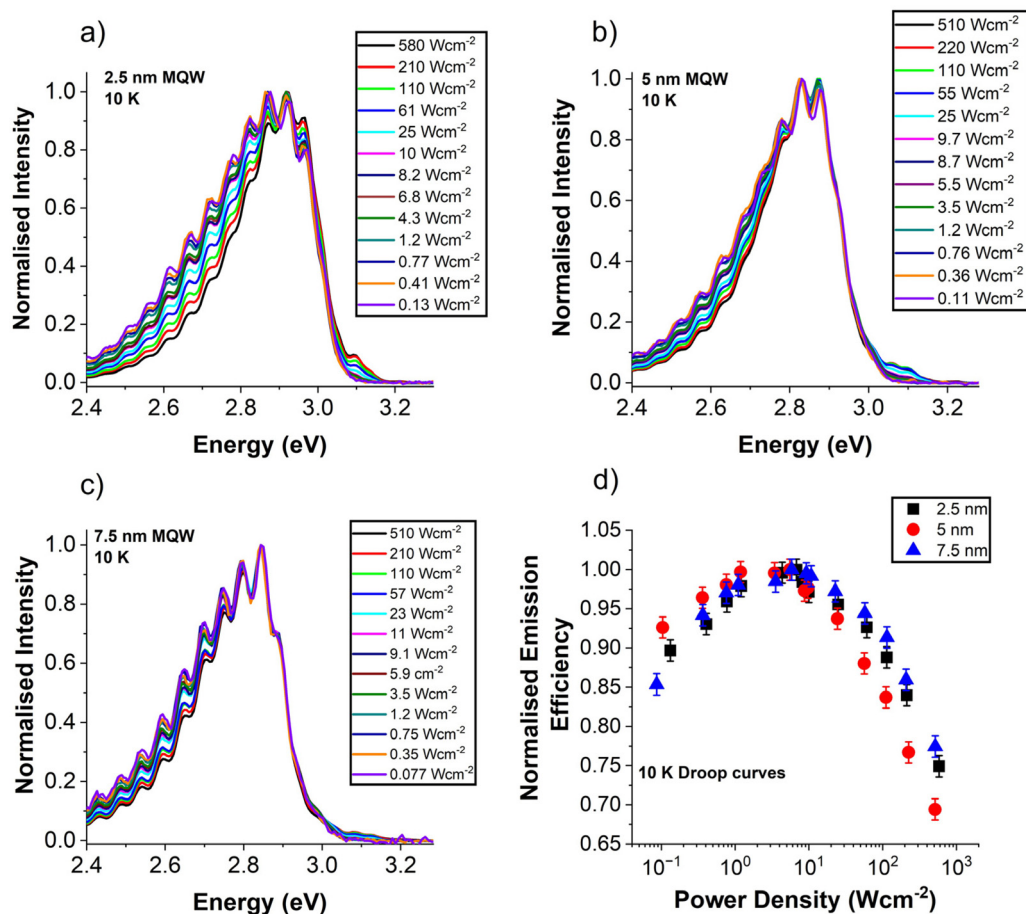 a)
2.5 nm MQW
10 K
580 Wcm-2
210 Wcm-2
110 Wcm-2
61 Wcm-2
25 Wcm-2
10 Wcm-2
8.2 Wcm-2
6.8 Wcm-2
4.3 Wcm-2
1.2 Wcm-2
0.77 Wcm-2
0.41 Wcm-2
0.13 Wcm-2
Normalised Intensity
1.0
0.8
0.6
0.4
0.2
0.0
2.4 2.6 2.8 3.0 3.2
Energy (eV)
b)
5 nm MQW
10 K
510 Wcm-2
220 Wcm-2
110 Wcm-2
55 Wcm-2
25 Wcm-2
9.7 Wcm-2
8.7 Wcm-2
5.5 Wcm-2
3.5 Wcm-2
1.2 Wcm-2
0.76 Wcm-2
0.36 Wcm-2
0.11 Wcm-2
Normalised Intensity
1.0
0.8
0.6
0.4
0.2
0.0
2.4 2.6 2.8 3.0 3.2
Energy (eV)
c)
7.5 nm MQW
10 K
510 Wcm-2
210 Wcm-2
110 Wcm-2
57 Wcm-2
23 Wcm-2
11 Wcm-2
9.1 Wcm-2
5.9 cm-2
3.5 Wcm-2
1.2 Wcm-2
0.75 Wcm-2
0.35 Wcm-2
0.077 Wcm-2
Normalised Intensity
1.0
0.8
0.6
0.4
0.2
0.0
2.4 2.6 2.8 3.0 3.2
Energy (eV)
d)
2.5 nm
5 nm
7.5 nm
Normalised Emission
Efficiency
1.05
1.00
0.95
0.90
0.85
0.80
0.75
0.70
0.65
10 K Droop curves
10-1 100 101 102 103
Power Density (Wcm-2)